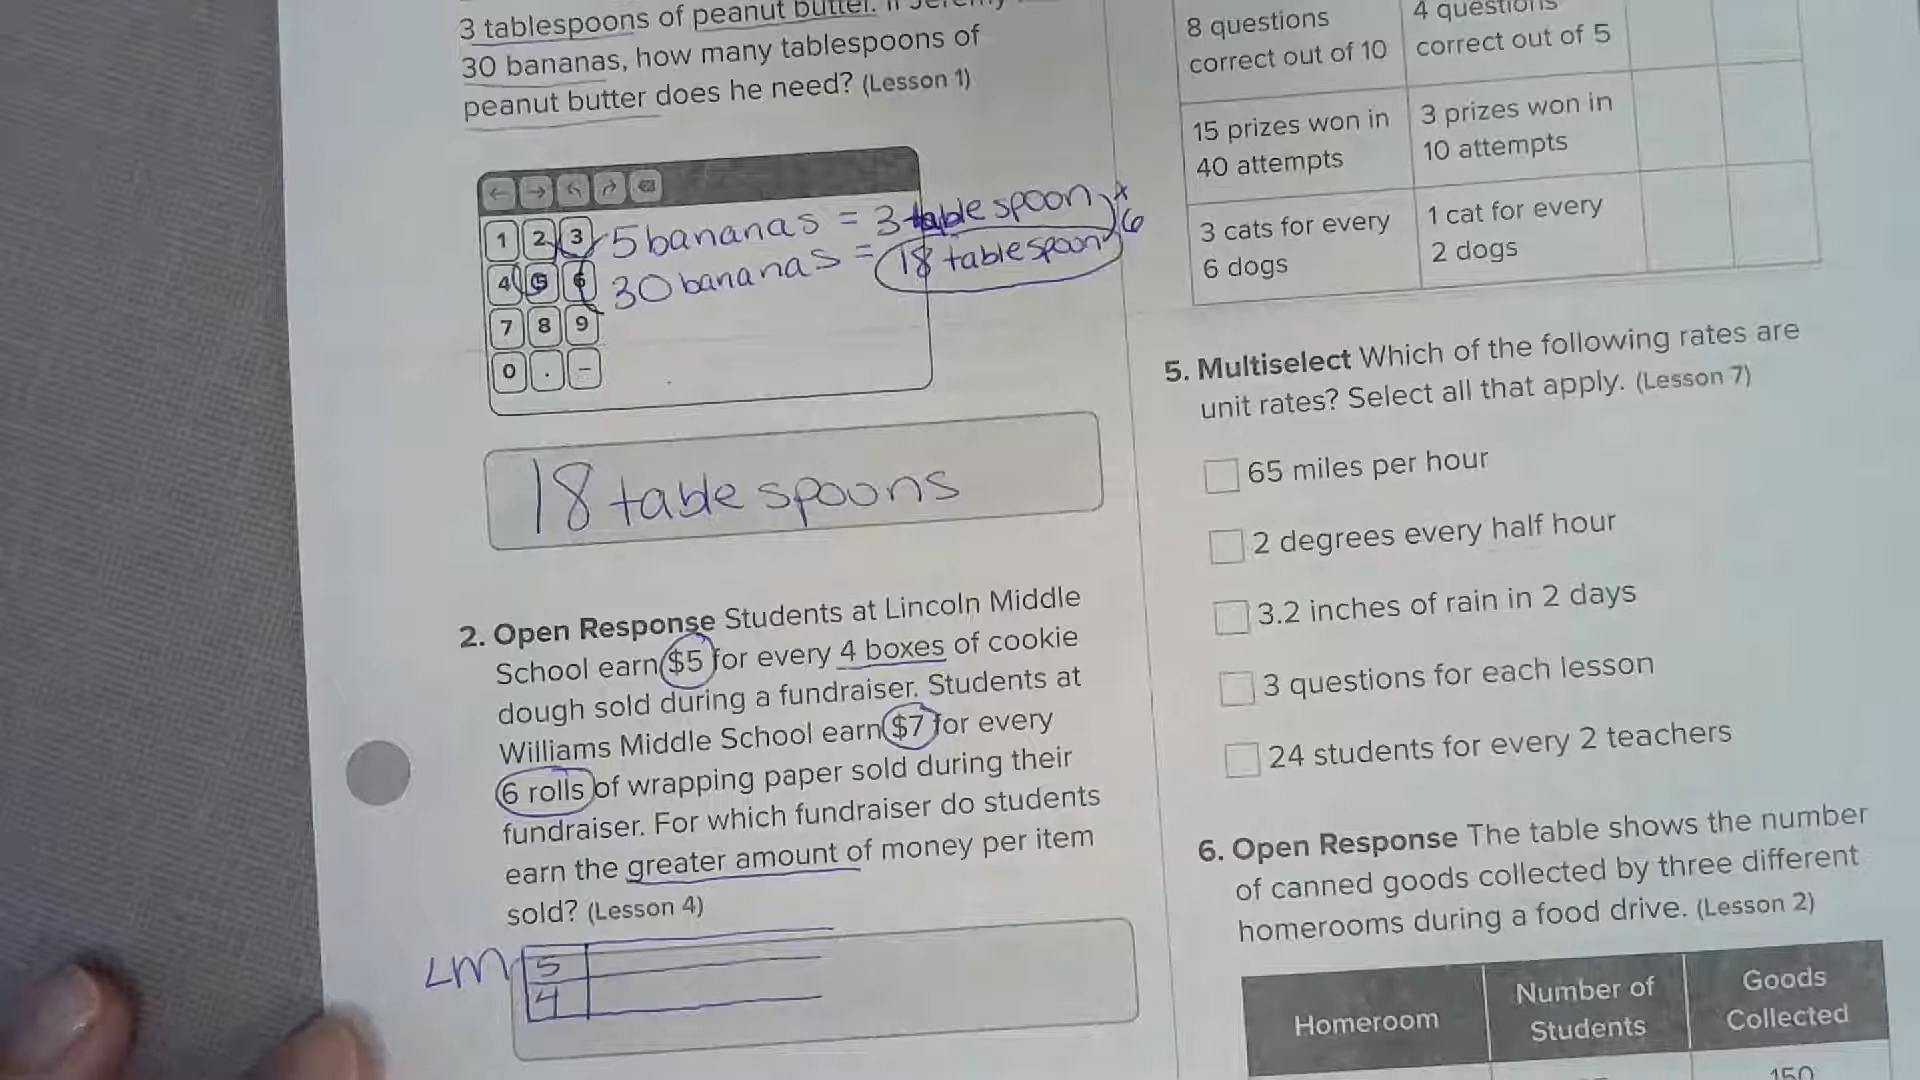 3 tablespoons of peanut butter.
30 bananas, how many tablespoons of
peanut butter does he need? (Lesson 1)
1 2 3
4 5 6
7 8 9
0 . −
5 bananas = 3 tablespoon
30 bananas = 18 tablespoon
×6
18 tablespoons
2. Open Response Students at Lincoln Middle
School earn $5 for every 4 boxes of cookie
dough sold during a fundraiser. Students at
Williams Middle School earn $7 for every
6 rolls of wrapping paper sold during their
fundraiser. For which fundraiser do students
earn the greater amount of money per item
sold? (Lesson 4)
LM 5
4
8 questions
correct out of 10
4 questions
correct out of 5
15 prizes won in
40 attempts
3 prizes won in
10 attempts
3 cats for every
6 dogs
1 cat for every
2 dogs
5. Multiselect Which of the following rates are
unit rates? Select all that apply. (Lesson 7)
65 miles per hour
2 degrees every half hour
3.2 inches of rain in 2 days
3 questions for each lesson
24 students for every 2 teachers
6. Open Response The table shows the number
of canned goods collected by three different
homerooms during a food drive. (Lesson 2)
Homeroom
Number of
Students
Goods
Collected
150